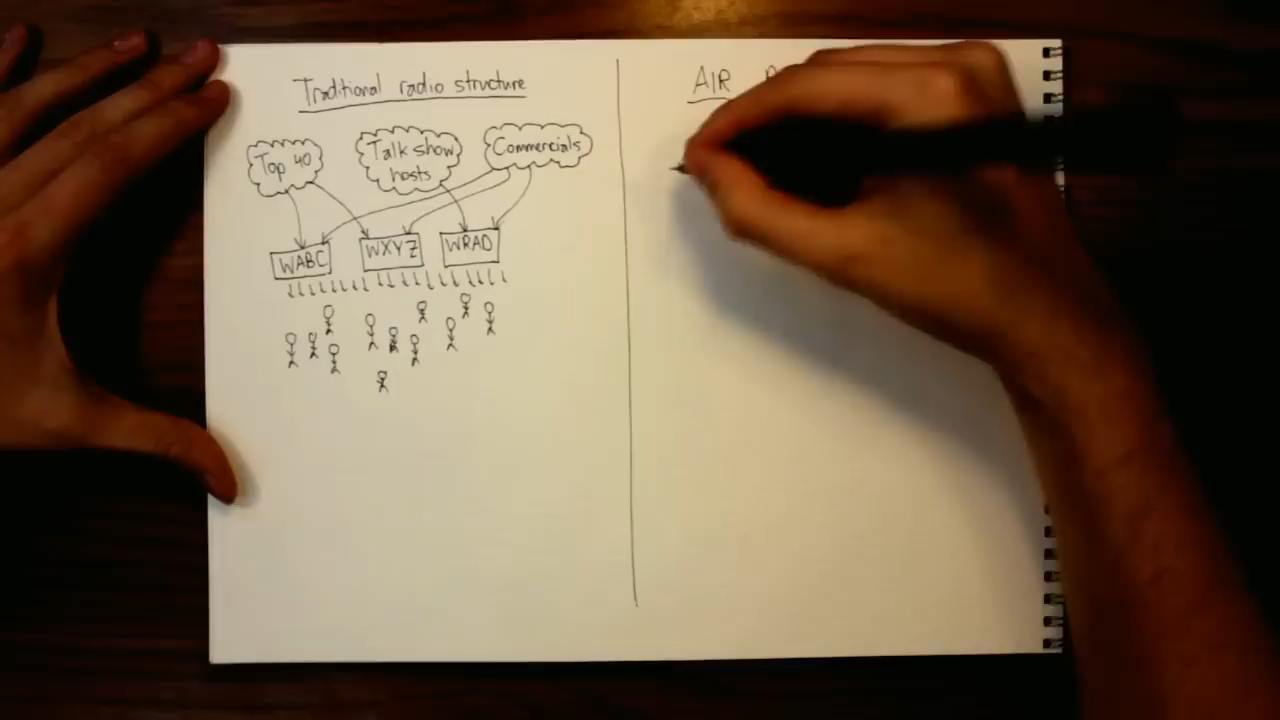 Traditional radio structure
Top 40
Talk show
hosts
Commercials
WABC
WXYZ
WRAD
AIR